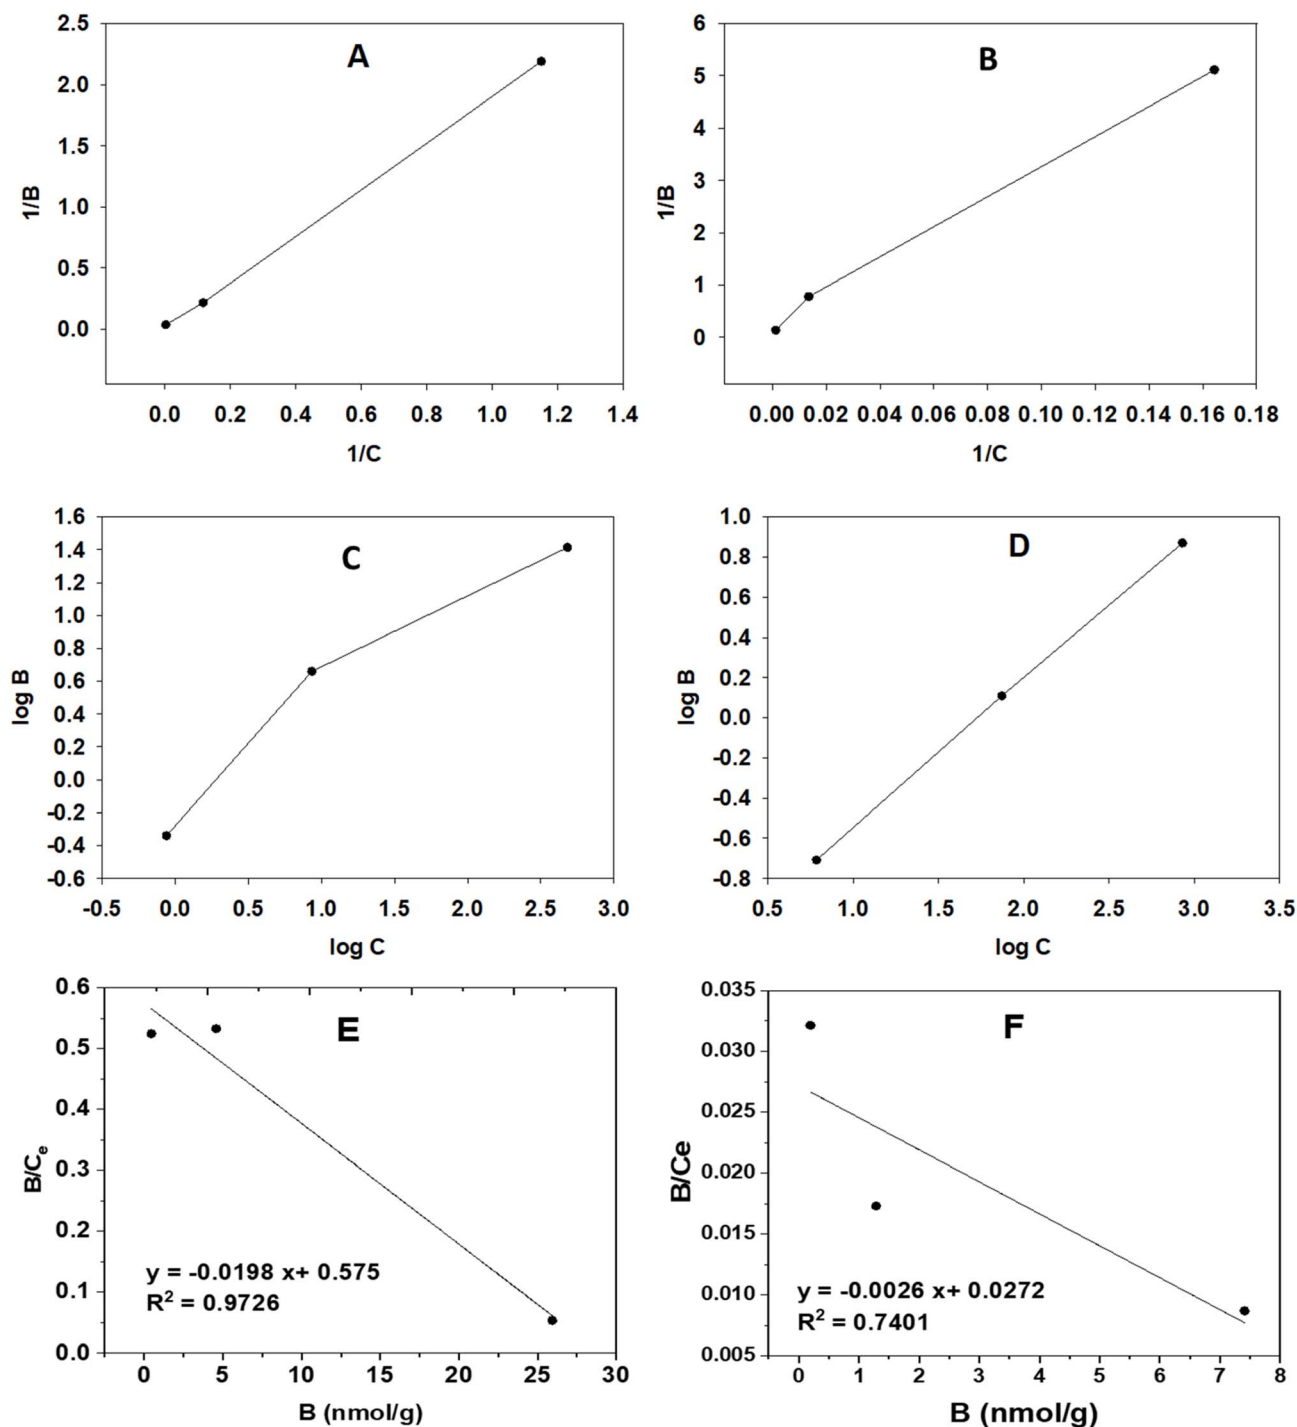 A
2.5
2.0
1.5
1.0
0.5
0.0
1/B
0.0 0.2 0.4 0.6 0.8 1.0 1.2 1.4
1/C
B
6
5
4
3
2
1
0
1/B
0.00 0.02 0.04 0.06 0.08 0.10 0.12 0.14 0.16 0.18
1/C
C
1.6
1.4
1.2
1.0
0.8
0.6
0.4
0.2
0.0
-0.2
-0.4
-0.6
log B
-0.5 0.0 0.5 1.0 1.5 2.0 2.5 3.0
log C
D
1.0
0.8
0.6
0.4
0.2
0.0
-0.2
-0.4
-0.6
-0.8
log B
0.5 1.0 1.5 2.0 2.5 3.0 3.5
log C
E
0.6
0.5
0.4
0.3
0.2
0.1
0.0
B/Cₑ
y = -0.0198 x+ 0.575
R² = 0.9726
0 5 10 15 20 25 30
B (nmol/g)
F
0.035
0.030
0.025
0.020
0.015
0.010
0.005
B/Ce
y = -0.0026 x+ 0.0272
R² = 0.7401
0 1 2 3 4 5 6 7 8
B (nmol/g)